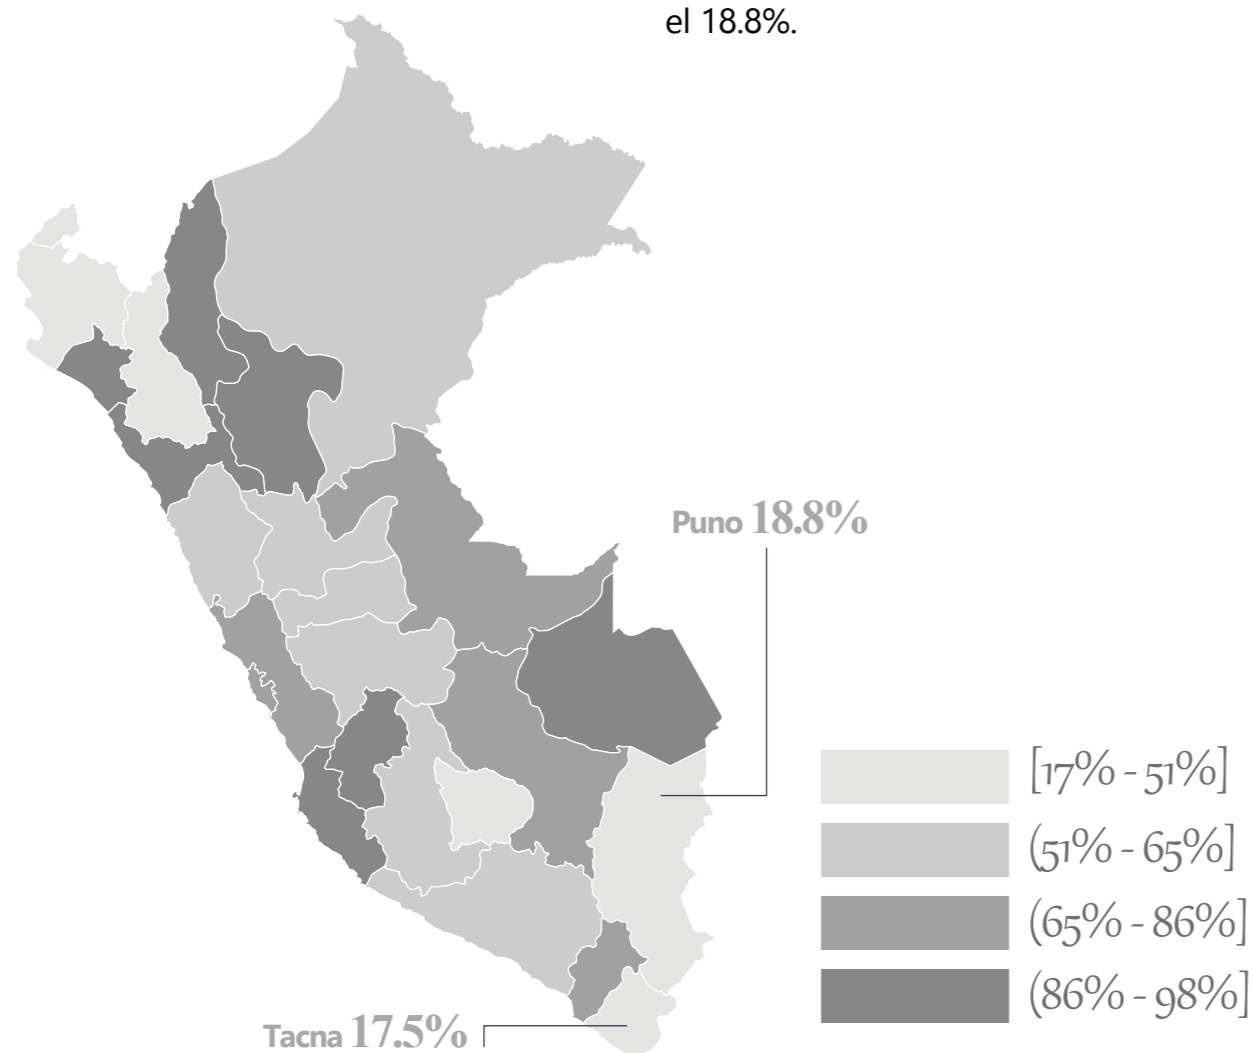 el 18.8%.
Puno 18.8%
[17% - 51%]
(51% - 65%]
(65% - 86%]
(86% - 98%]
Tacna 17.5%